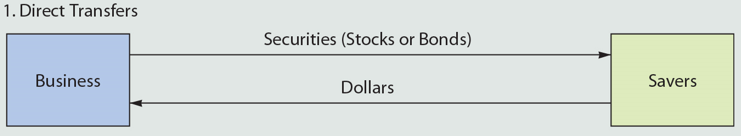 1. Direct Transfers
Securities (Stocks or Bonds)
Business
Savers
Dollars